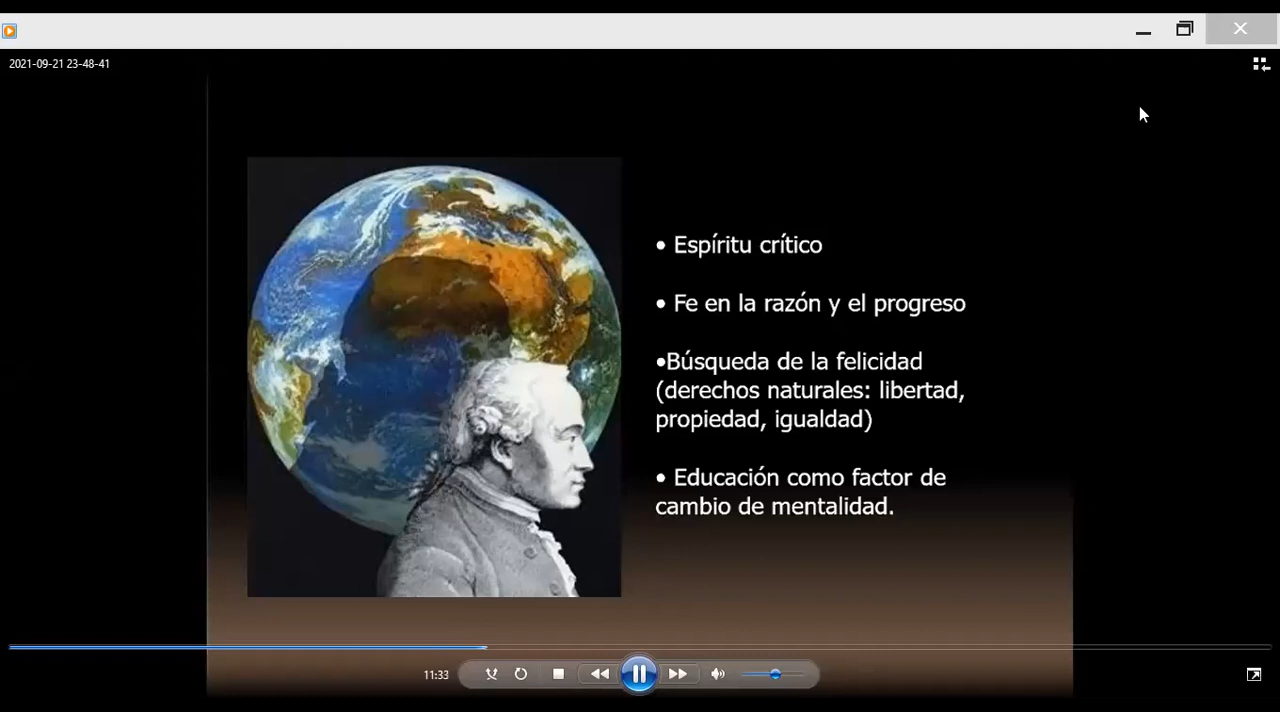 2021-09-21 23-48-41
• Espíritu crítico
• Fe en la razón y el progreso
•Búsqueda de la felicidad
(derechos naturales: libertad,
propiedad, igualdad)
• Educación como factor de
cambio de mentalidad.
11:33